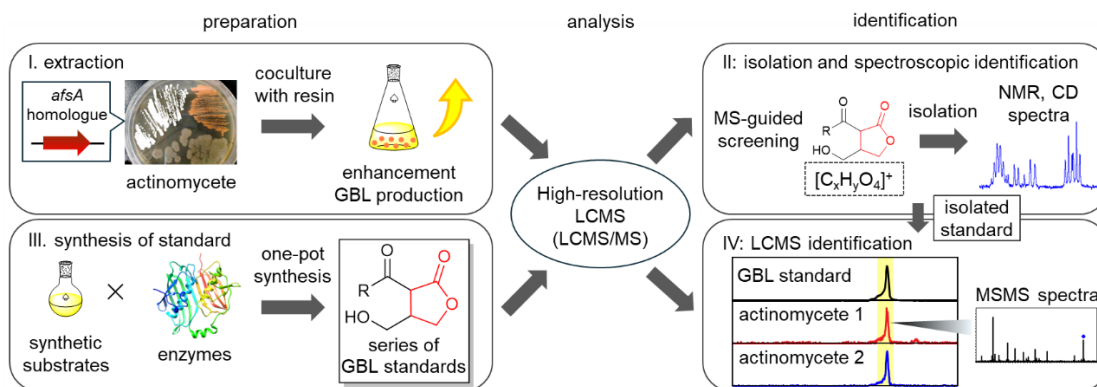 preparation
analysis
identification
I. extraction
afsA
homologue
actinomycete
coculture
with resin
enhancement
GBL production
III. synthesis of standard
synthetic
substrates
×
enzymes
one-pot
synthesis
O
O
R
O
HO
series of
GBL standards
High-resolution
LCMS
(LCMS/MS)
II: isolation and spectroscopic identification
MS-guided
screening
O
O
R
O
HO
[CxHyO4]+
isolation
NMR, CD
spectra
isolated
standard
IV: LCMS identification
GBL standard
actinomycete 1
actinomycete 2
MSMS spectra